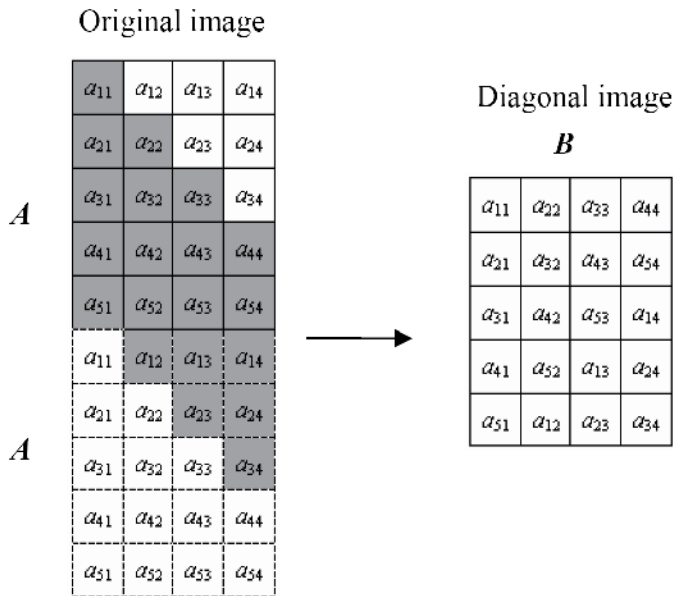 Original image
a11 a12 a13 a14
a21 a22 a23 a24
a31 a32 a33 a34
a41 a42 a43 a44
a51 a52 a53 a54
a11 a12 a13 a14
a21 a22 a23 a24
a31 a32 a33 a34
a41 a42 a43 a44
a51 a52 a53 a54
A
A
Diagonal image
B
a11 a22 a33 a44
a21 a32 a43 a54
a31 a42 a53 a14
a41 a52 a13 a24
a51 a12 a23 a34